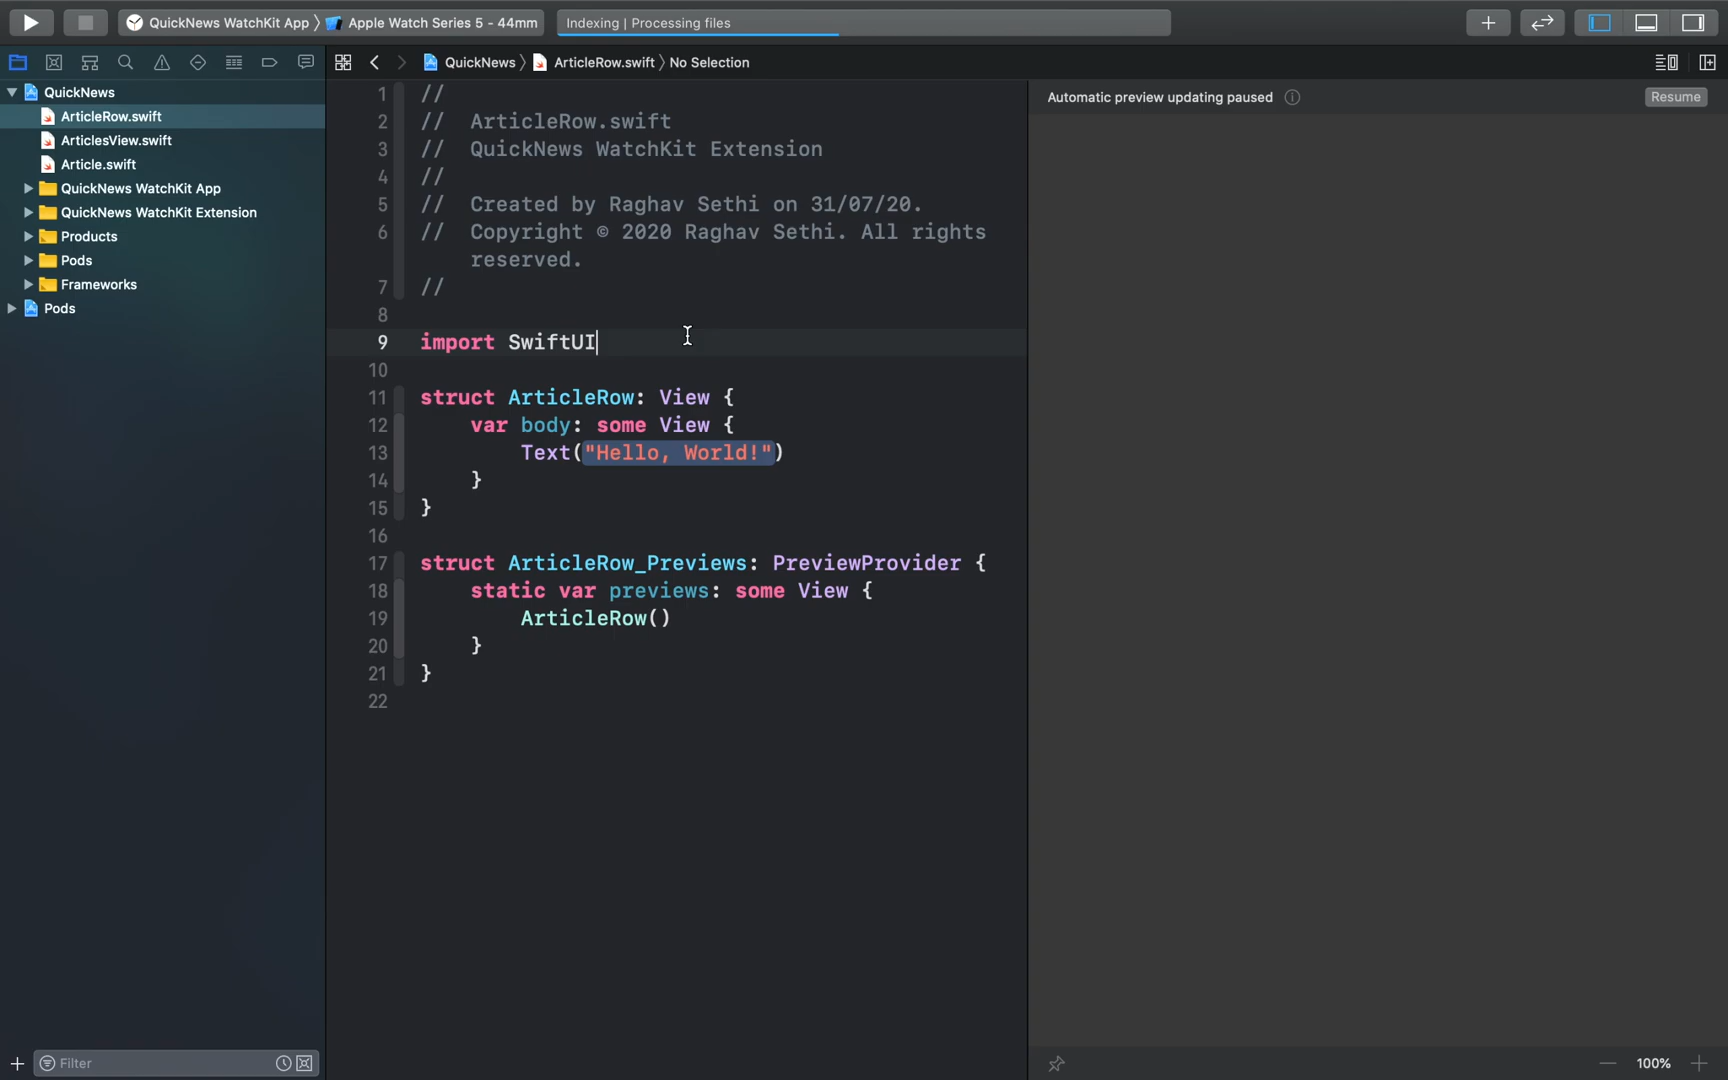 QuickNews WatchKit App 〉 Apple Watch Series 5 - 44mm
Indexing | Processing files
QuickNews 〉 ArticleRow.swift 〉 No Selection
QuickNews
ArticleRow.swift
ArticlesView.swift
Article.swift
QuickNews WatchKit App
QuickNews WatchKit Extension
Products
Pods
Frameworks
Pods
Filter
1 //
2 //  ArticleRow.swift
3 //  QuickNews WatchKit Extension
4 //
5 //  Created by Raghav Sethi on 31/07/20.
6 //  Copyright © 2020 Raghav Sethi. All rights
reserved.
7 //
8
9 import SwiftUI
10
11 struct ArticleRow: View {
12     var body: some View {
13         Text("Hello, World!")
14     }
15 }
16
17 struct ArticleRow_Previews: PreviewProvider {
18     static var previews: some View {
19         ArticleRow()
20     }
21 }
22
Automatic preview updating paused
Resume
100%